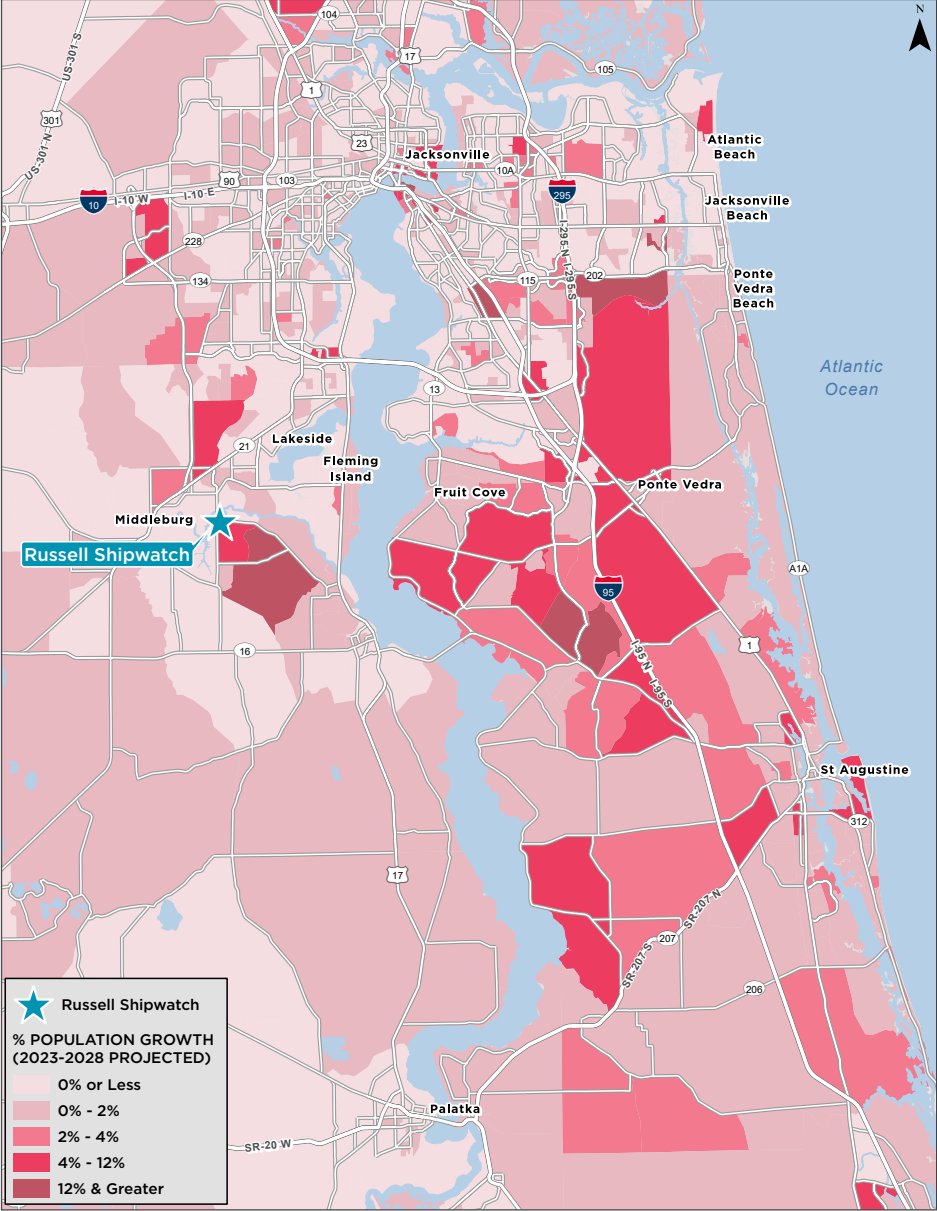 N
US-301-S
104
17
105
1
301
US-301-N
23
Jacksonville
Atlantic
Beach
10A
90
103
I-10 E
I-10 W
10
295
Jacksonville
Beach
I-295-N
I-295-S
228
134
115
202
Ponte
Vedra
Beach
Atlantic
Ocean
13
21
Lakeside
Fleming
Island
Fruit Cove
Ponte Vedra
Middleburg
Russell Shipwatch
A1A
95
1
16
I-95 N
I-95 S
St Augustine
312
17
SR-207 N
207
SR-207-S
206
Palatka
SR-20 W
Russell Shipwatch
% POPULATION GROWTH
(2023-2028 PROJECTED)
0% or Less
0% - 2%
2% - 4%
4% - 12%
12% & Greater